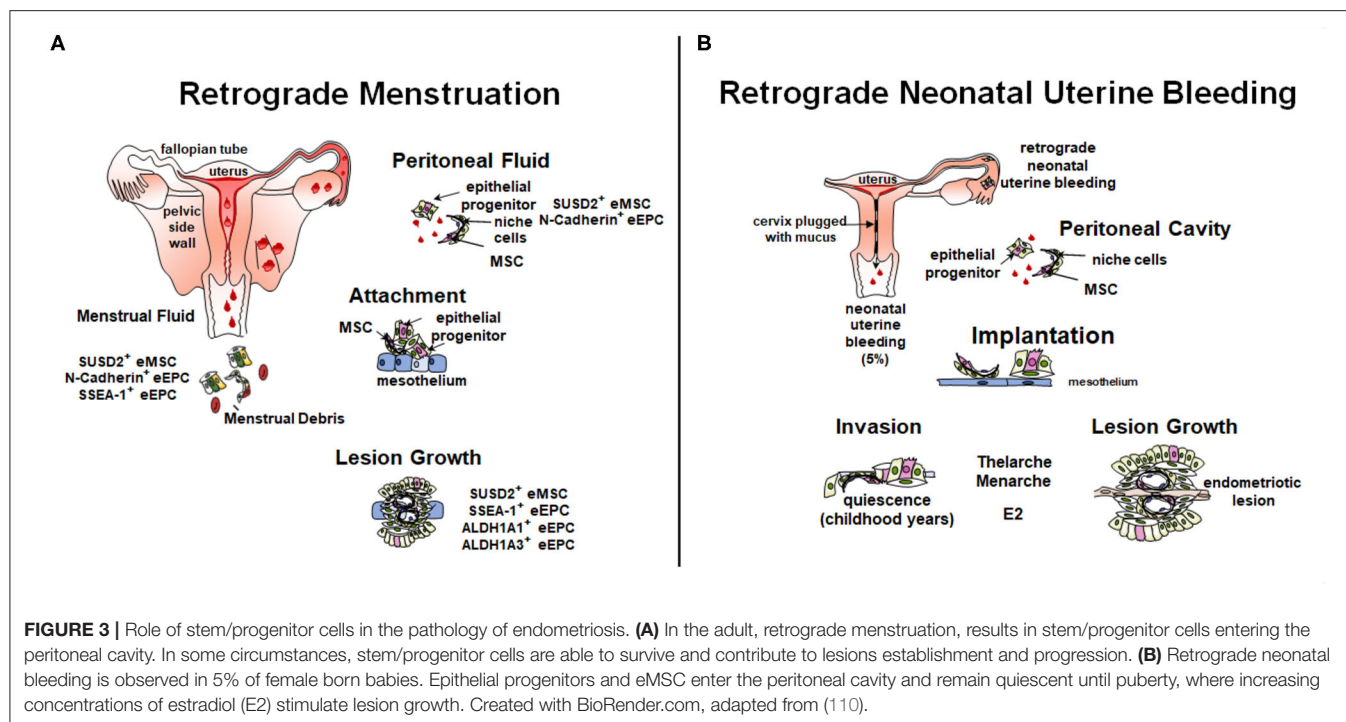 A
Retrograde Menstruation
fallopian tube
uterus
pelvic
side
wall
Menstrual Fluid
SUSD2+ eMSC
N-Cadherin+ eEPC
SSEA-1+ eEPC
Menstrual Debris
Peritoneal Fluid
epithelial
progenitor
niche
cells
MSC
SUSD2+ eMSC
N-Cadherin+ eEPC
Attachment
MSC
epithelial
progenitor
mesothelium
Lesion Growth
SUSD2+ eMSC
SSEA-1+ eEPC
ALDH1A1+ eEPC
ALDH1A3+ eEPC
B
Retrograde Neonatal Uterine Bleeding
uterus
retrograde
neonatal
uterine bleeding
cervix plugged
with mucus
neonatal
uterine
bleeding
(5%)
Peritoneal Cavity
epithelial
progenitor
niche cells
MSC
Implantation
mesothelium
Invasion
quiescence
(childhood years)
Thelarche
Menarche
E2
Lesion Growth
endometriotic
lesion
FIGURE 3 | Role of stem/progenitor cells in the pathology of endometriosis. (A) In the adult, retrograde menstruation, results in stem/progenitor cells entering the
peritoneal cavity. In some circumstances, stem/progenitor cells are able to survive and contribute to lesions establishment and progression. (B) Retrograde neonatal
bleeding is observed in 5% of female born babies. Epithelial progenitors and eMSC enter the peritoneal cavity and remain quiescent until puberty, where increasing
concentrations of estradiol (E2) stimulate lesion growth. Created with BioRender.com, adapted from (110).